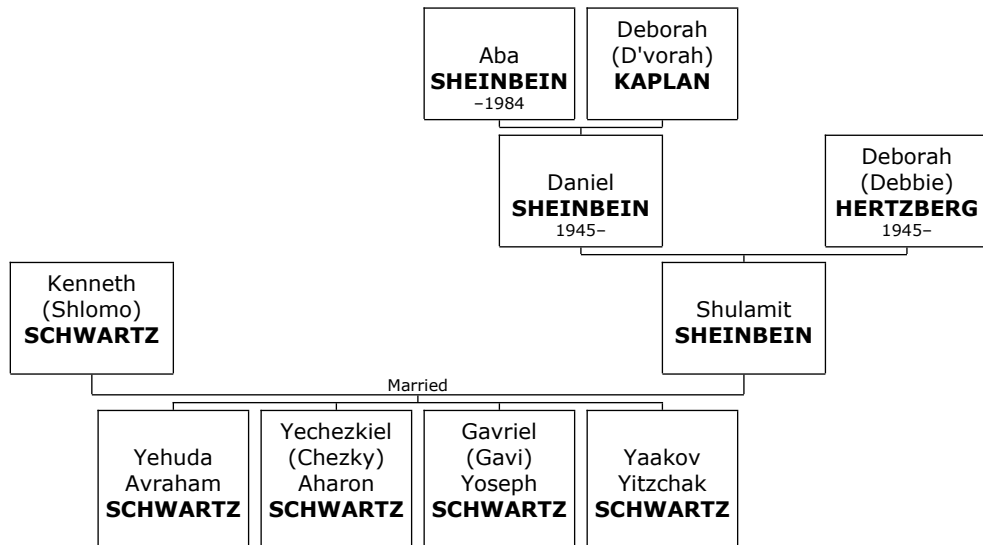 Aba
SHEINBEIN
–1984
Deborah
(D'vorah)
KAPLAN
Daniel
SHEINBEIN
1945–
Deborah
(Debbie)
HERTZBERG
1945–
Kenneth
(Shlomo)
SCHWARTZ
Shulamit
SHEINBEIN
Married
Yehuda
Avraham
SCHWARTZ
Yechezkiel
(Chezky)
Aharon
SCHWARTZ
Gavriel
(Gavi)
Yoseph
SCHWARTZ
Yaakov
Yitzchak
SCHWARTZ